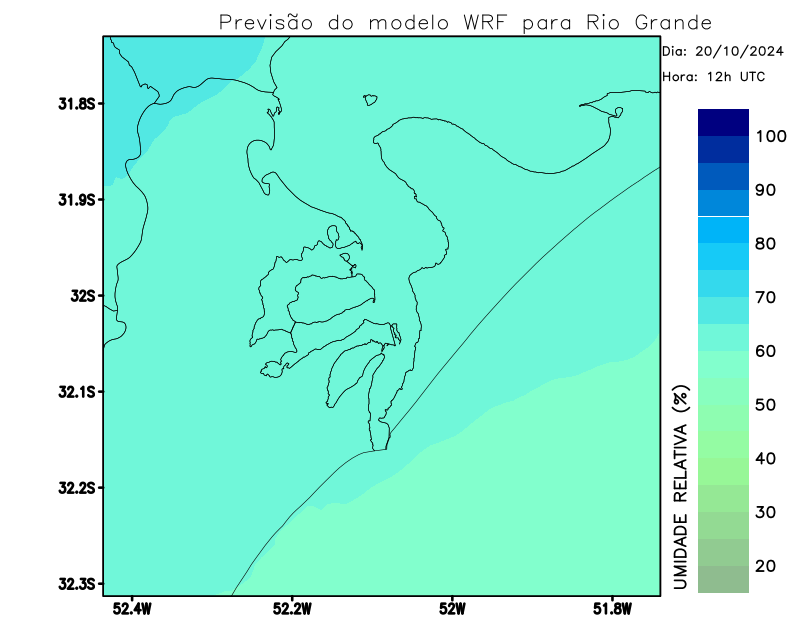 Previsão do modelo WRF para Rio Grande
Dia: 20/10/2024
Hora: 12h UTC
31.8S
31.9S
32S
32.1S
32.2S
32.3S
52.4W
52.2W
52W
51.8W
100
90
80
70
60
50
40
30
20
UMIDADE RELATIVA (%)